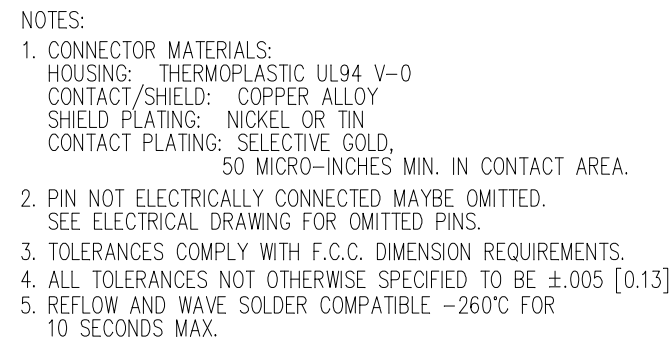 NOTES:
1. CONNECTOR MATERIALS:
HOUSING: THERMOPLASTIC UL94 V-0
CONTACT/SHIELD: COPPER ALLOY
SHIELD PLATING: NICKEL OR TIN
CONTACT PLATING: SELECTIVE GOLD,
50 MICRO-INCHES MIN. IN CONTACT AREA.
2. PIN NOT ELECTRICALLY CONNECTED MAYBE OMITTED.
SEE ELECTRICAL DRAWING FOR OMITTED PINS.
3. TOLERANCES COMPLY WITH F.C.C. DIMENSION REQUIREMENTS.
4. ALL TOLERANCES NOT OTHERWISE SPECIFIED TO BE ±.005 [0.13]
5. REFLOW AND WAVE SOLDER COMPATIBLE -260°C FOR
10 SECONDS MAX.